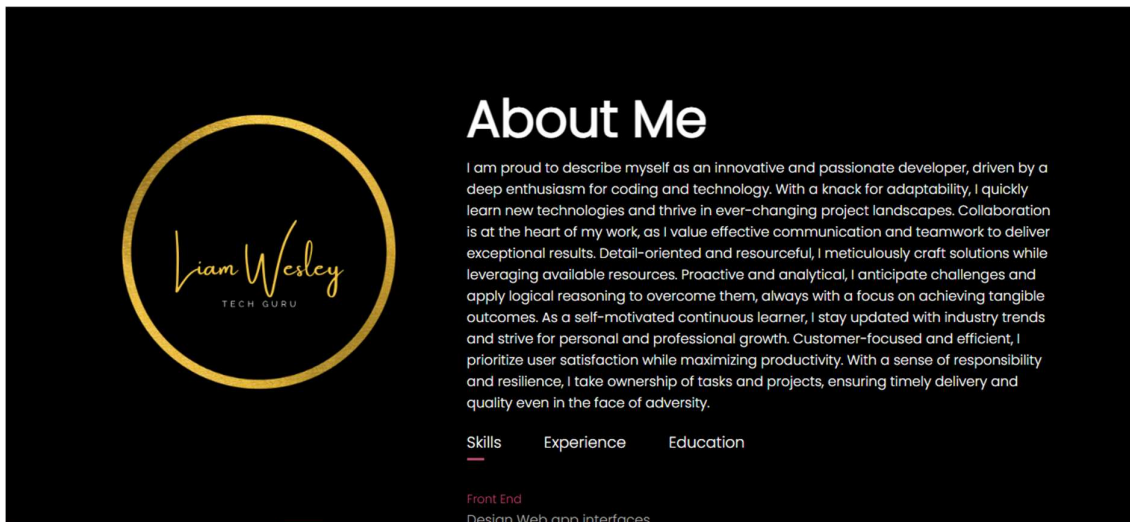 Liam Wesley
TECH GURU
About Me
I am proud to describe myself as an innovative and passionate developer, driven by a
deep enthusiasm for coding and technology. With a knack for adaptability, I quickly
learn new technologies and thrive in ever-changing project landscapes. Collaboration
is at the heart of my work, as I value effective communication and teamwork to deliver
exceptional results. Detail-oriented and resourceful, I meticulously craft solutions while
leveraging available resources. Proactive and analytical, I anticipate challenges and
apply logical reasoning to overcome them, always with a focus on achieving tangible
outcomes. As a self-motivated continuous learner, I stay updated with industry trends
and strive for personal and professional growth. Customer-focused and efficient, I
prioritize user satisfaction while maximizing productivity. With a sense of responsibility
and resilience, I take ownership of tasks and projects, ensuring timely delivery and
quality even in the face of adversity.
Skills Experience Education
Front End
Design Web app interfaces